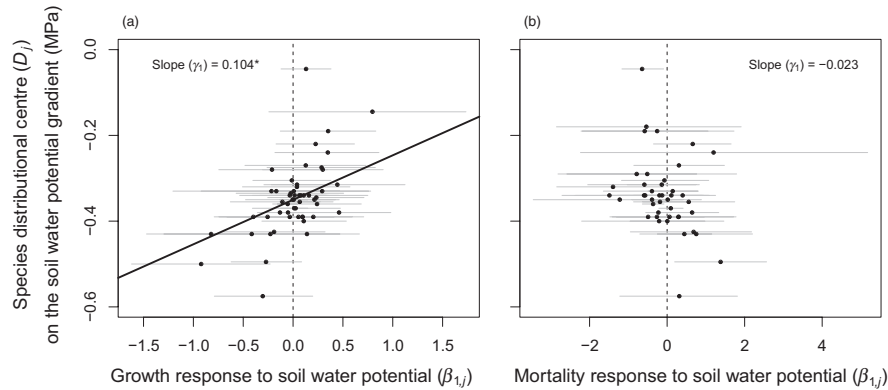 (a)
(b)
Slope (γ₁) = 0.104*
Slope (γ₁) = −0.023
Species distributional centre (Dⱼ)
on the soil water potential gradient (MPa)
0.0
−0.2
−0.4
−0.6
−1.5 −1.0 −0.5 0.0 0.5 1.0 1.5
−2 0 2 4
Growth response to soil water potential (β₁,ⱼ)
Mortality response to soil water potential (β₁,ⱼ)